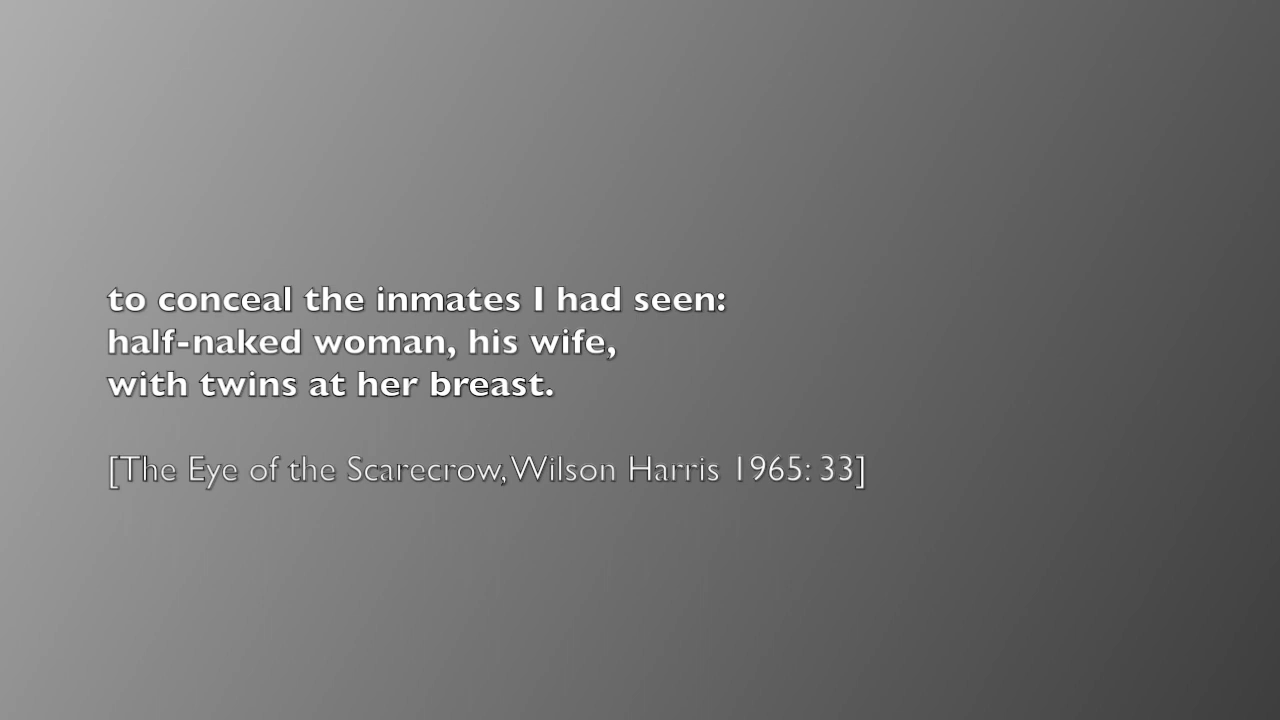 to conceal the inmates I had seen:
half-naked woman, his wife,
with twins at her breast.
[The Eye of the Scarecrow, Wilson Harris 1965: 33]